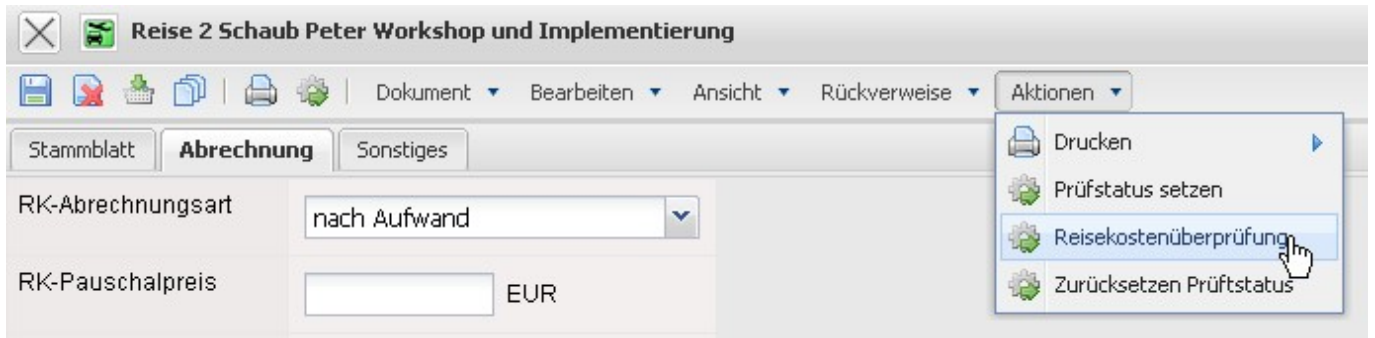 Reise 2 Schaub Peter Workshop und Implementierung
Dokument Bearbeiten Ansicht Rückverweise Aktionen
Stammblatt Abrechnung Sonstiges
Drucken
Prüfstatus setzen
Reisekostenüberprüfung
Zurücksetzen Prüftstatus
RK-Abrechnungsart nach Aufwand
RK-Pauschalpreis EUR